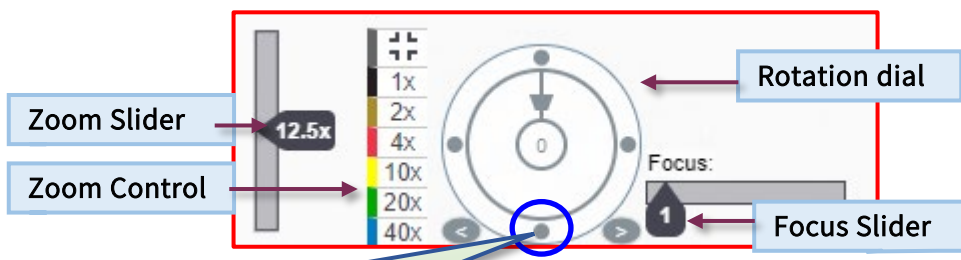 Zoom Slider
Zoom Control
12.5x
1x
2x
4x
10x
20x
40x
0
<
>
Rotation dial
Focus:
1
Focus Slider